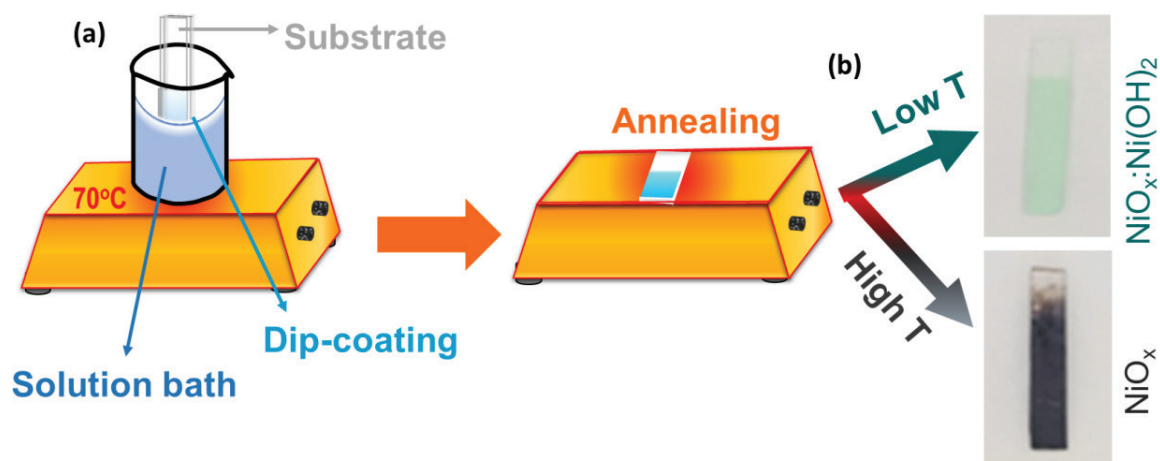 (a)
Substrate
70°C
Dip-coating
Solution bath
Annealing
(b)
Low T
High T
NiOₓ:Ni(OH)₂
NiOₓ